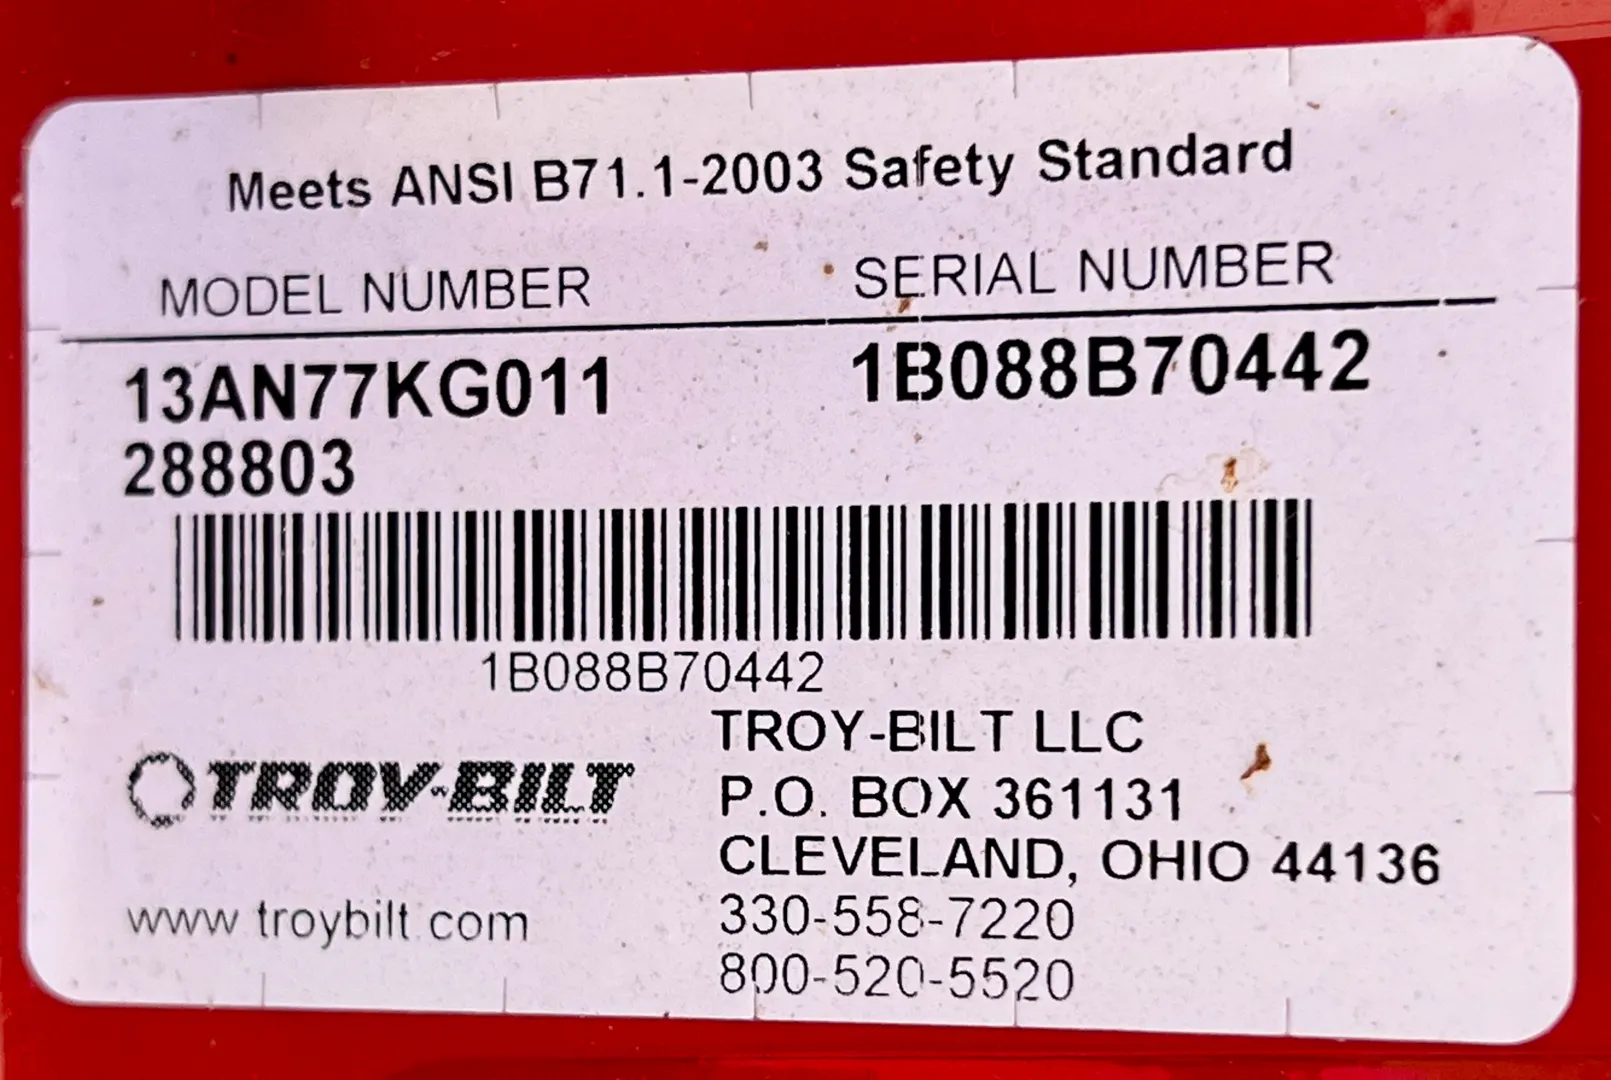 Meets ANSI B71.1-2003 Safety Standard
MODEL NUMBER SERIAL NUMBER
13AN77KG011 1B088B70442
288803
1B088B70442
TROY-BILT LLC
TROY-BILT P.O. BOX 361131
CLEVELAND, OHIO 44136
www troybilt com 330-558-7220
800-520-5520